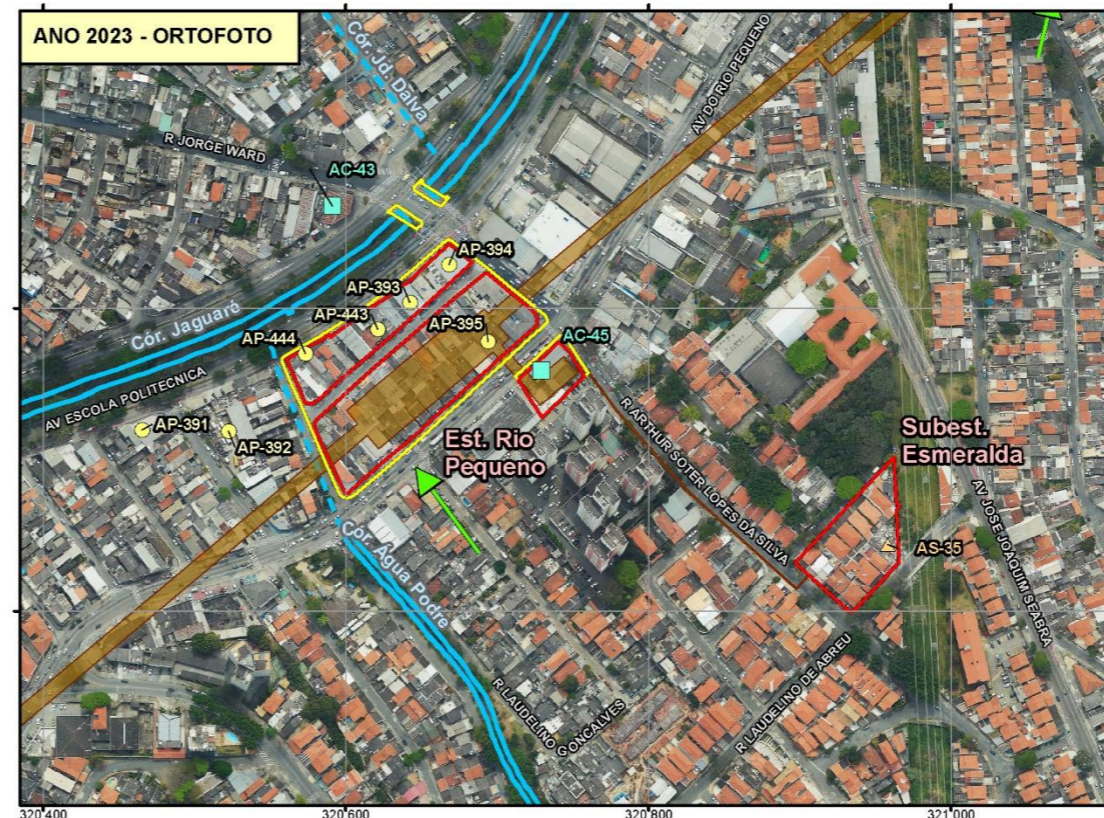 ANO 2023 - ORTOFOTO
Cór. Jd. Dalva
AV DO RIO PEQUENO
R JORGE WARD
AC-43
AP-394
AP-393
AP-443
AP-395
AP-444
AC-45
Cór. Jaguaré
AV ESCOLA POLITECNICA
AP-391
AP-392
Est. Rio
Pequeno
R ARTHUR SOTER LOPES DA SILVA
Subest.
Esmeralda
AS-35
AV JOSE JOAQUIM SEABRA
Cór. Água Podre
R LAUDELINO GONCALVES
R LAUDELINO DE ABREU
320.400
320.600
320.800
321.000